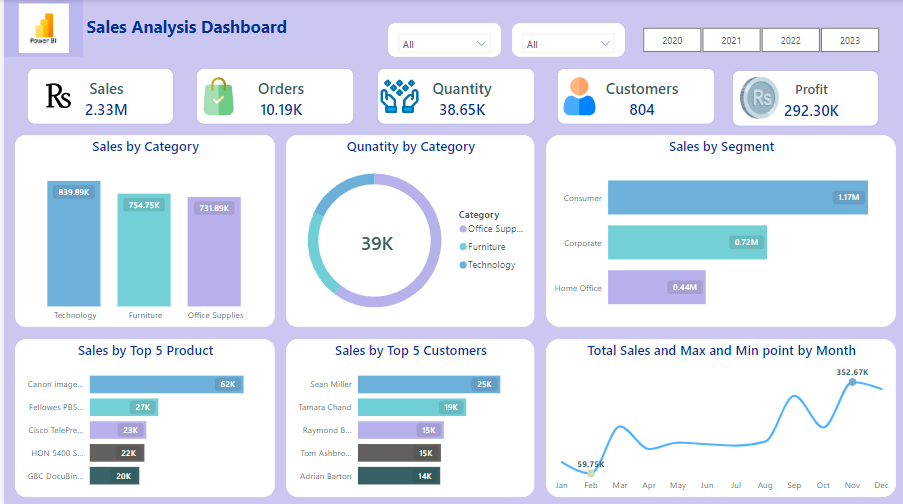 Power BI
Sales Analysis Dashboard
All
All
2020
2021
2022
2023
Rs
Sales
2.33M
Orders
10.19K
Quantity
38.65K
Customers
804
Rs
Profit
292.30K
Sales by Category
839.89K
754.75K
731.89K
Technology
Furniture
Office Supplies
Qunatity by Category
39K
Category
Office Supp...
Furniture
Technology
Sales by Segment
Consumer
1.17M
Corporate
0.72M
Home Office
0.44M
Sales by Top 5 Product
Canon image...
62K
Fellowes PB5...
27K
Cisco TelePre...
23K
HON 5400 S...
22K
GBC DocuBin...
20K
Sales by Top 5 Customers
Sean Miller
25K
Tamara Chand
19K
Raymond B...
15K
Tom Ashbro...
15K
Adrian Barton
14K
Total Sales and Max and Min point by Month
352.67K
59.75K
Jan
Feb
Mar
Apr
May
Jun
Jul
Aug
Sep
Oct
Nov
Dec